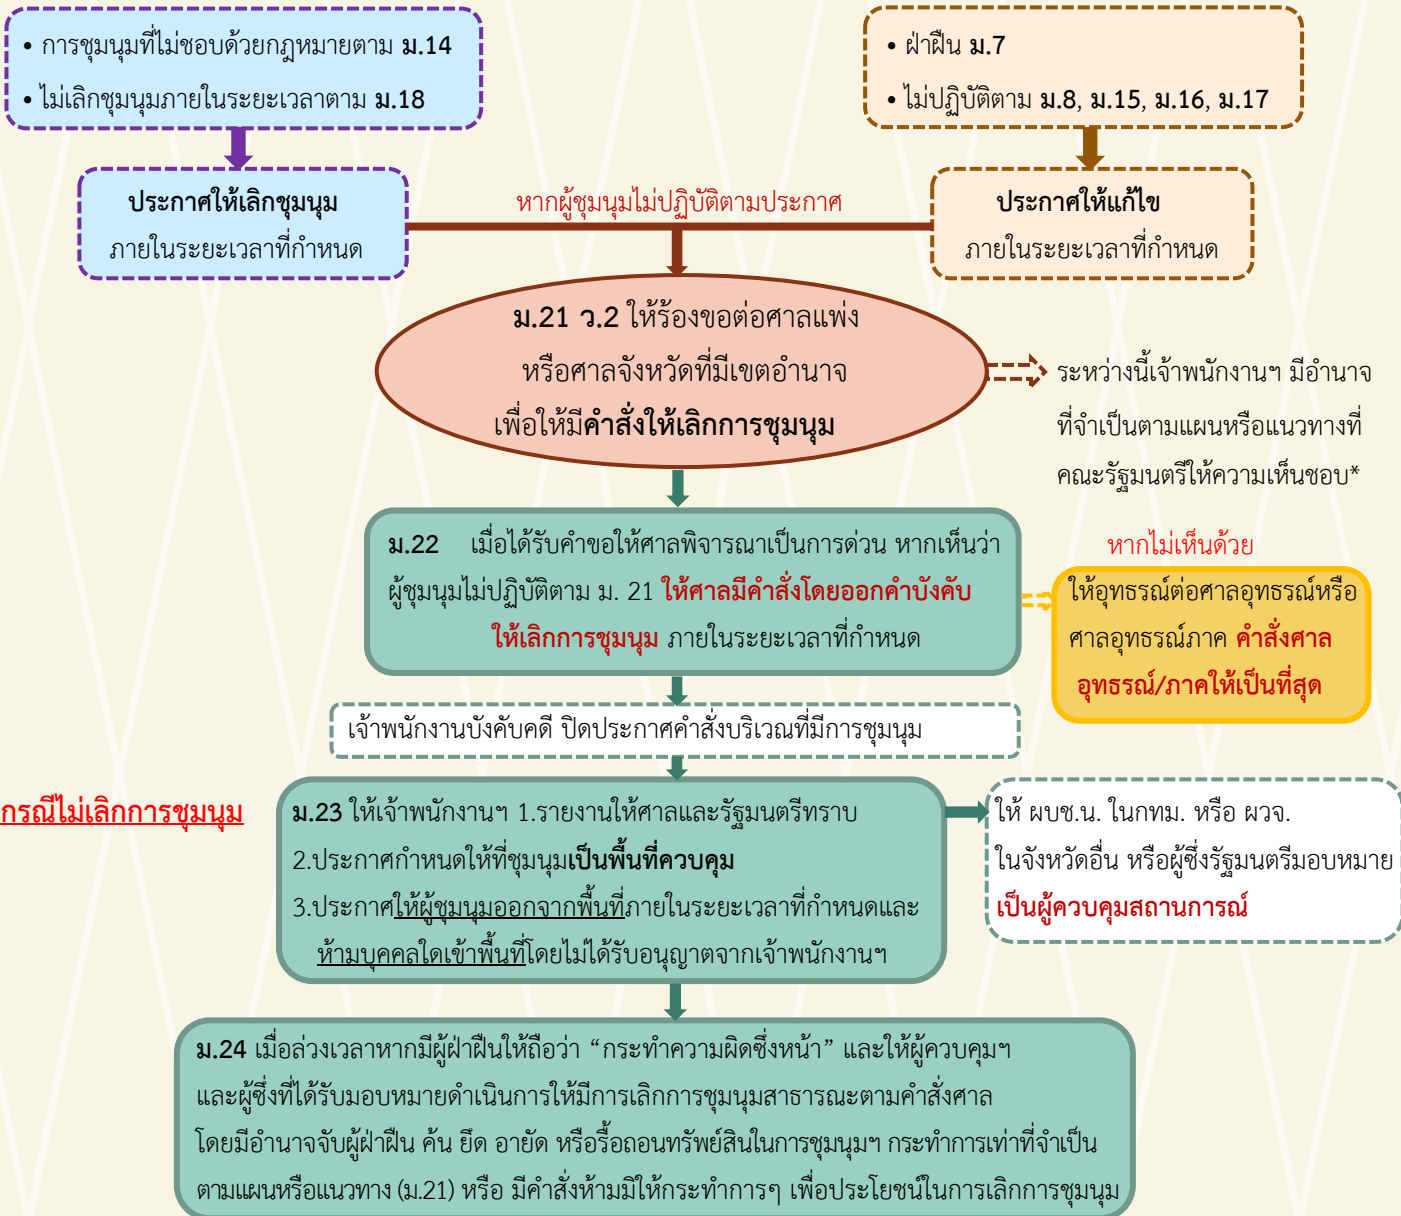 • การชุมนุมที่ไม่ชอบด้วยกฎหมายตาม ม.14
• ไม่เลิกชุมนุมภายในระยะเวลาตาม ม.18
• ฝ่าฝืน ม.7
• ไม่ปฏิบัติตาม ม.8, ม.15, ม.16, ม.17
ประกาศให้เลิกชุมนุม
ภายในระยะเวลาที่กำหนด
หากผู้ชุมนุมไม่ปฏิบัติตามประกาศ
ประกาศให้แก้ไข
ภายในระยะเวลาที่กำหนด
ม.21 ว.2 ให้ร้องขอต่อศาลแพ่ง
หรือศาลจังหวัดที่มีเขตอำนาจ
เพื่อให้มีคำสั่งให้เลิกการชุมนุม
ระหว่างนี้เจ้าพนักงานฯ มีอำนาจ
ที่จำเป็นตามแผนหรือแนวทางที่
คณะรัฐมนตรีให้ความเห็นชอบ*
ม.22 เมื่อได้รับคำขอให้ศาลพิจารณาเป็นการด่วน หากเห็นว่า
ผู้ชุมนุมไม่ปฏิบัติตาม ม. 21 ให้ศาลมีคำสั่งโดยออกคำบังคับ
ให้เลิกการชุมนุม ภายในระยะเวลาที่กำหนด
หากไม่เห็นด้วย
ให้อุทธรณ์ต่อศาลอุทธรณ์หรือ
ศาลอุทธรณ์ภาค คำสั่งศาล
อุทธรณ์/ภาคให้เป็นที่สุด
เจ้าพนักงานบังคับคดี ปิดประกาศคำสั่งบริเวณที่มีการชุมนุม
กรณีไม่เลิกการชุมนุม
ม.23 ให้เจ้าพนักงานฯ 1.รายงานให้ศาลและรัฐมนตรีทราบ
2.ประกาศกำหนดให้ที่ชุมนุมเป็นพื้นที่ควบคุม
3.ประกาศให้ผู้ชุมนุมออกจากพื้นที่ภายในระยะเวลาที่กำหนดและ
ห้ามบุคคลใดเข้าพื้นที่โดยไม่ได้รับอนุญาตจากเจ้าพนักงานฯ
ให้ ผบช.น. ในกทม. หรือ ผวจ.
ในจังหวัดอื่น หรือผู้ซึ่งรัฐมนตรีมอบหมาย
เป็นผู้ควบคุมสถานการณ์
ม.24 เมื่อล่วงเวลาหากมีผู้ฝ่าฝืนให้ถือว่า “กระทำความผิดซึ่งหน้า” และให้ผู้ควบคุมฯ
และผู้ซึ่งที่ได้รับมอบหมายดำเนินการให้มีการเลิกการชุมนุมสาธารณะตามคำสั่งศาล
โดยมีอำนาจจับผู้ฝ่าฝืน ค้น ยึด อายัด หรือรื้อถอนทรัพย์สินในการชุมนุมฯ กระทำการเท่าที่จำเป็น
ตามแผนหรือแนวทาง (ม.21) หรือ มีคำสั่งห้ามมิให้กระทำการๆ เพื่อประโยชน์ในการเลิกการชุมนุม